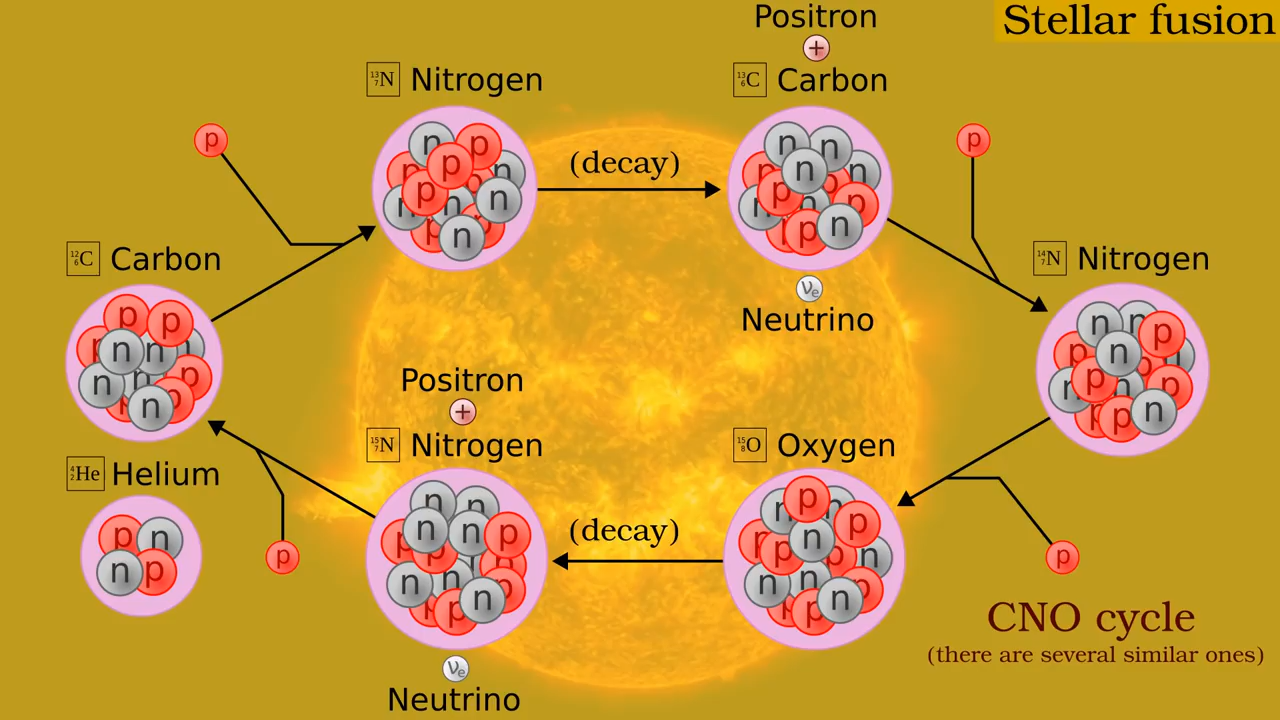 Stellar fusion
Positron
+
¹³₇N Nitrogen
¹³₆C Carbon
p
(decay)
p
νe
Neutrino
¹²₆C Carbon
¹⁴₇N Nitrogen
Positron
+
¹⁵₇N Nitrogen
¹⁵₈O Oxygen
⁴₂He Helium
(decay)
p
p
νe
Neutrino
CNO cycle
(there are several similar ones)